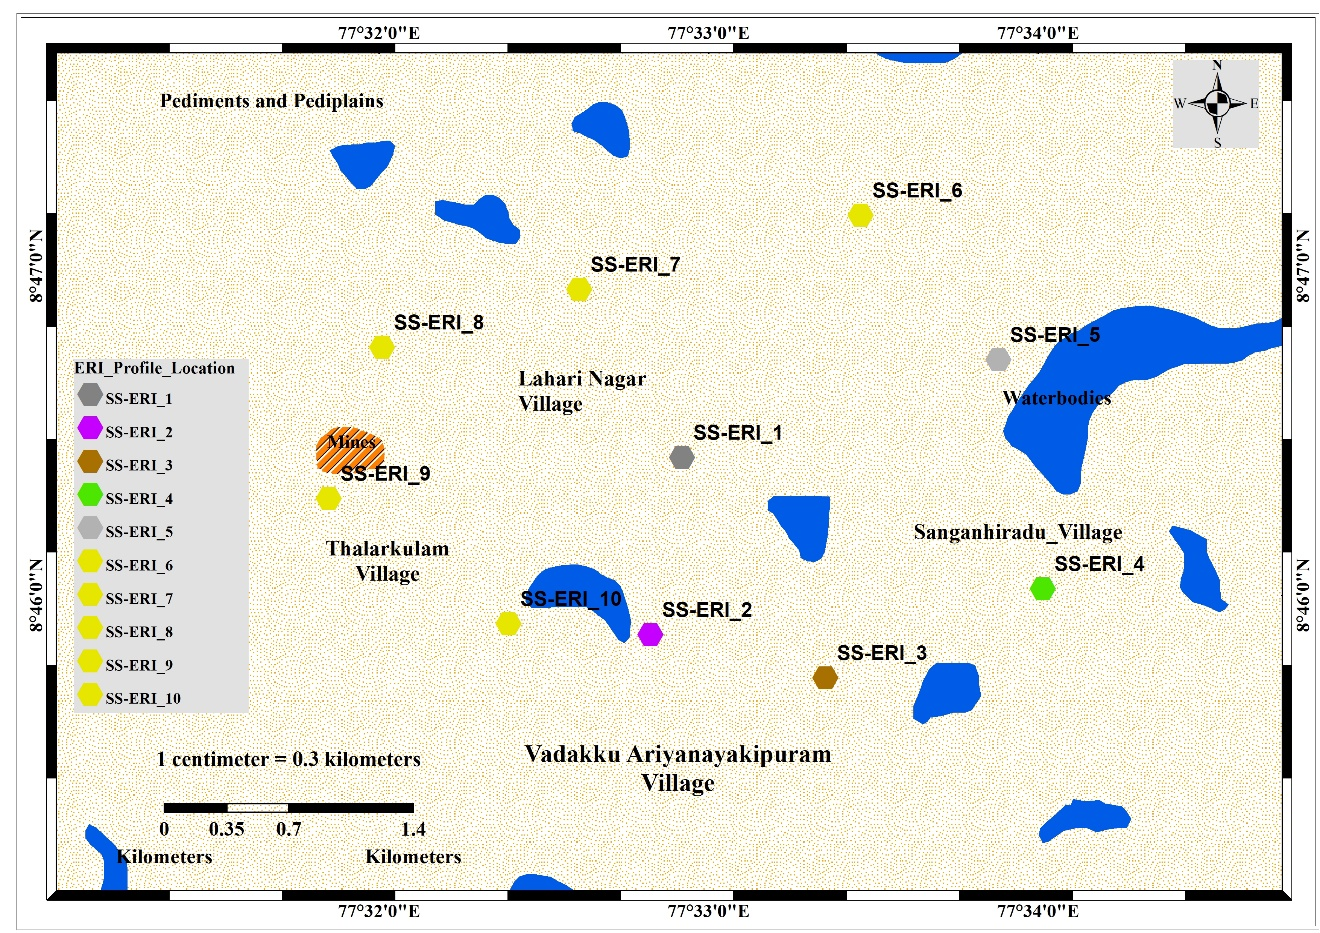 77°32'0"E 77°33'0"E 77°34'0"E
N
W E
S
Pediments and Pediplains
SS-ERI_6
8°47'0"N
8°47'0"N
SS-ERI_7
SS-ERI_8
SS-ERI_5
ERI_Profile_Location
SS-ERI_1
SS-ERI_2
SS-ERI_3
SS-ERI_4
SS-ERI_5
SS-ERI_6
SS-ERI_7
SS-ERI_8
SS-ERI_9
SS-ERI_10
Lahari Nagar
Village
Waterbodies
SS-ERI_1
Mines
SS-ERI_9
Sanganhiradu_Village
Thalarkulam
Village
SS-ERI_4
8°46'0"N
8°46'0"N
SS-ERI_10
SS-ERI_2
SS-ERI_3
Vadakku Ariyanayakipuram
Village
1 centimeter = 0.3 kilometers
0 0.35 0.7 1.4
Kilometers Kilometers
77°32'0"E 77°33'0"E 77°34'0"E